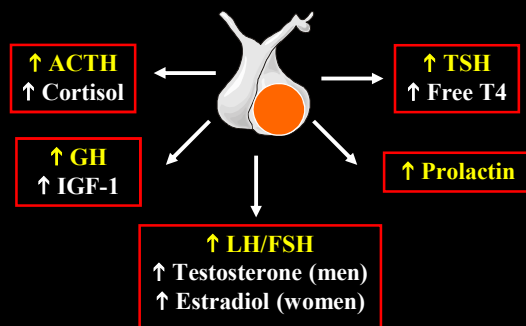 ↑ ACTH
↑ Cortisol
↑ TSH
↑ Free T4
↑ GH
↑ IGF-1
↑ Prolactin
↑ LH/FSH
↑ Testosterone (men)
↑ Estradiol (women)